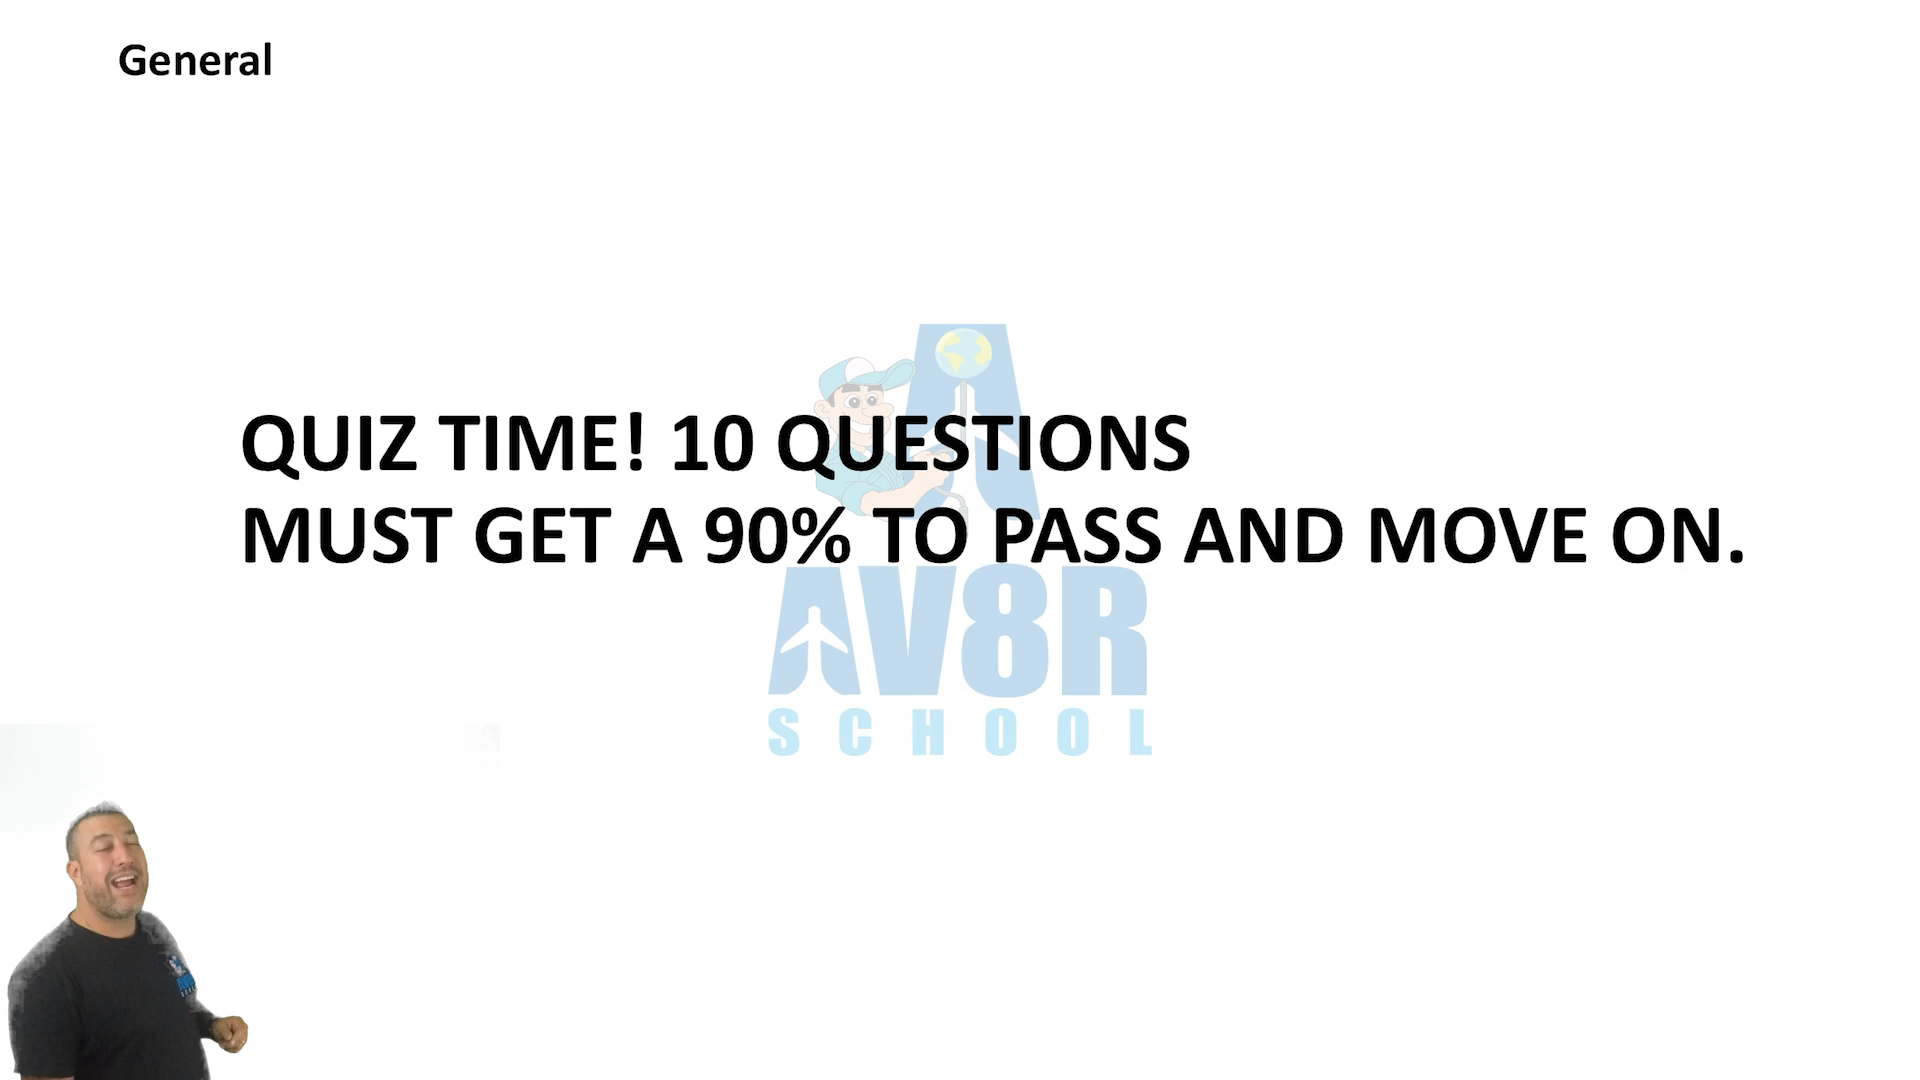 General
QUIZ TIME! 10 QUESTIONS
MUST GET A 90% TO PASS AND MOVE ON.
AV8R
SCHOOL